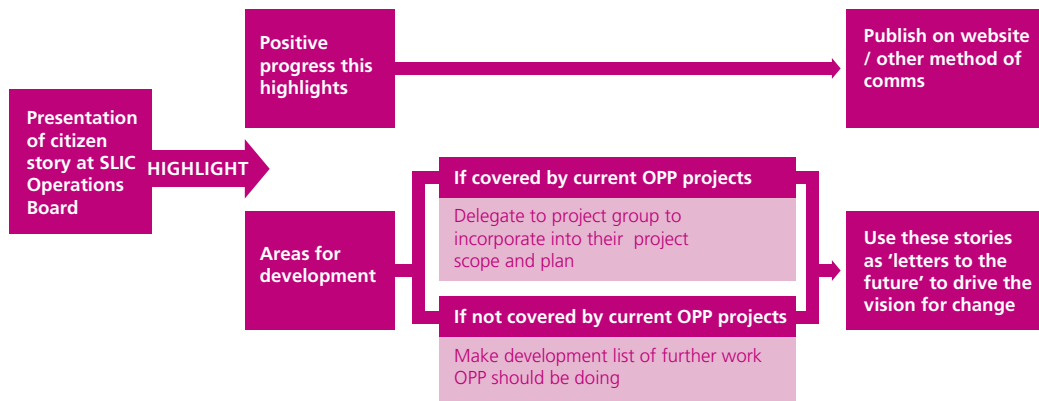 Presentation
of citizen
story at SLIC
Operations
Board
HIGHLIGHT
Positive
progress this
highlights
Publish on website
/ other method of
comms
Areas for
development
If covered by current OPP projects
Delegate to project group to
incorporate into their project
scope and plan
If not covered by current OPP projects
Make development list of further work
OPP should be doing
Use these stories
as ‘letters to the
future’ to drive the
vision for change